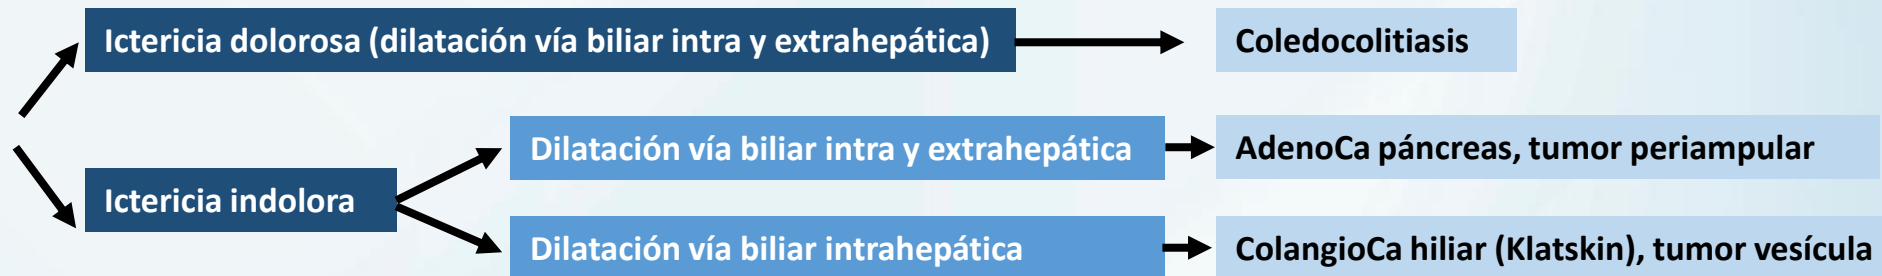 Ictericia dolorosa (dilatación vía biliar intra y extrahepática)
Coledocolitiasis
Ictericia indolora
Dilatación vía biliar intra y extrahepática
AdenoCa páncreas, tumor periampular
Dilatación vía biliar intrahepática
ColangioCa hiliar (Klatskin), tumor vesícula